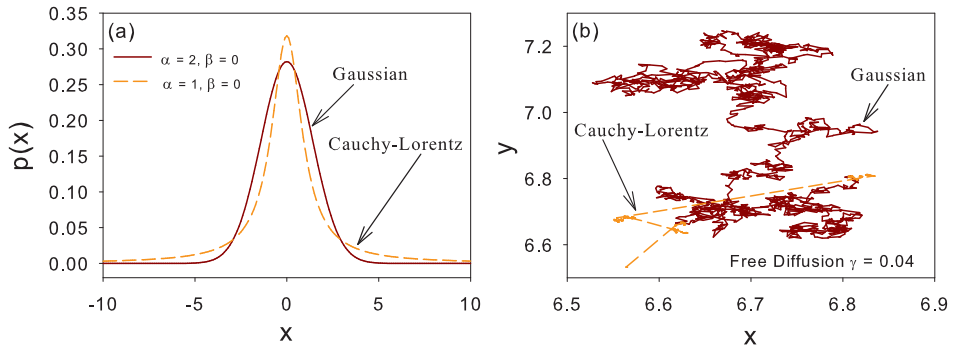 (a)
α = 2, β = 0
α = 1, β = 0
Gaussian
Cauchy-Lorentz
p(x)
0.35
0.30
0.25
0.20
0.15
0.10
0.05
0.00
-10
-5
0
5
10
x
(b)
Gaussian
Cauchy-Lorentz
Free Diffusion γ = 0.04
y
7.2
7.0
6.8
6.6
6.5
6.6
6.7
6.8
6.9
x